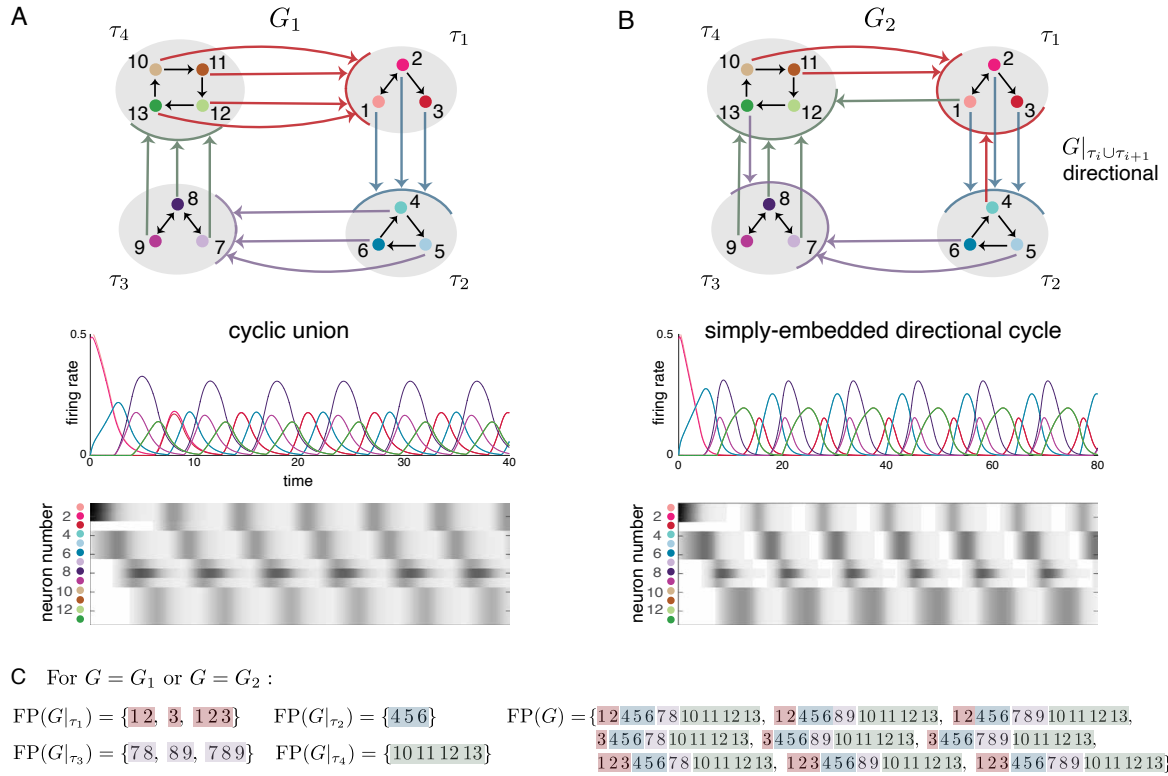 A
G₁
B
G₂
τ₄
τ₁
τ₄
τ₁
10
11
2
10
11
2
13
12
1
3
13
12
1
3
G|τᵢ∪τᵢ₊₁
directional
8
4
8
4
9
7
6
5
9
7
6
5
τ₃
τ₂
τ₃
τ₂
cyclic union
simply-embedded directional cycle
firing rate
0.5
0
0
10
20
30
40
time
firing rate
0.5
0
0
20
40
60
80
neuron number
2
4
6
8
10
12
neuron number
2
4
6
8
10
12
C For G = G₁ or G = G₂ :
FP(G|τ₁) = {1 2, 3, 1 2 3} FP(G|τ₂) = {4 5 6} FP(G) = {1 2 4 5 6 7 8 10 11 12 13, 1 2 4 5 6 8 9 10 11 12 13, 1 2 4 5 6 7 8 9 10 11 12 13,
3 4 5 6 7 8 10 11 12 13, 3 4 5 6 8 9 10 11 12 13, 3 4 5 6 7 8 9 10 11 12 13,
FP(G|τ₃) = {7 8, 8 9, 7 8 9} FP(G|τ₄) = {10 11 12 13}
1 2 3 4 5 6 7 8 10 11 12 13, 1 2 3 4 5 6 8 9 10 11 12 13, 1 2 3 4 5 6 7 8 9 10 11 12 13}